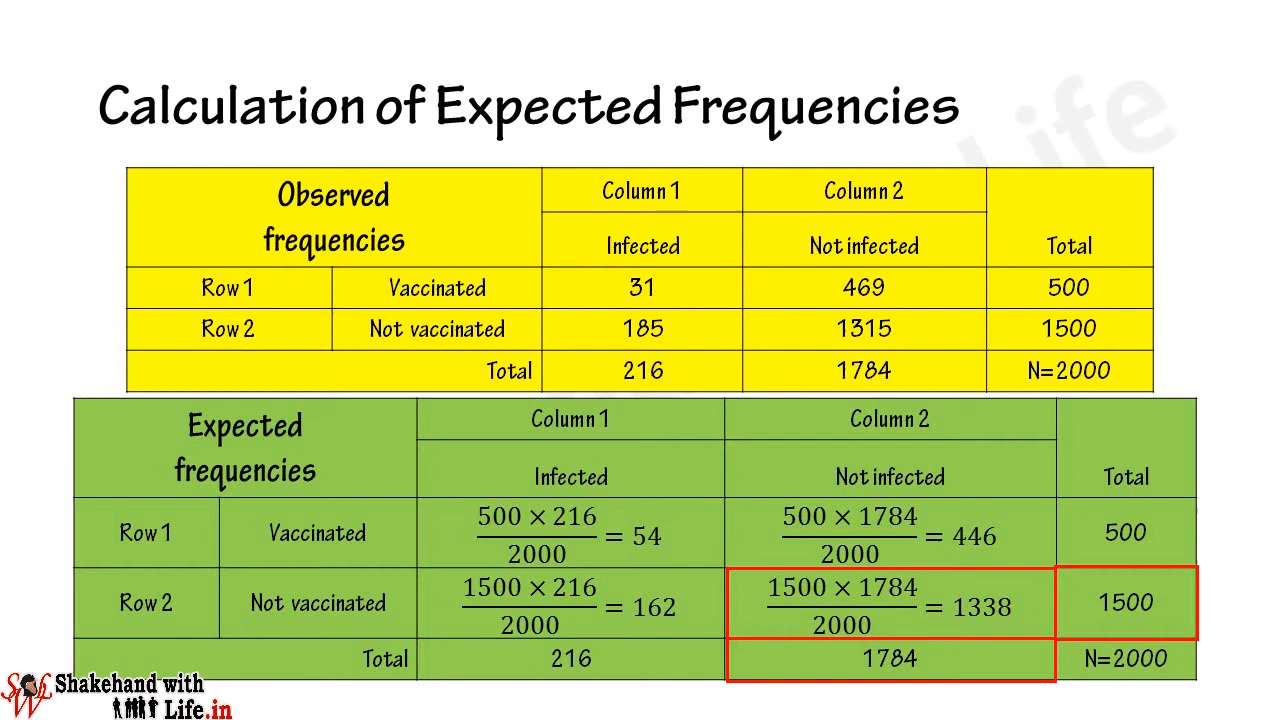 Calculation of Expected Frequencies
Life
Observed frequencies
Column 1
Column 2
Total
Infected
Not infected
Row 1
Vaccinated
31
469
500
Row 2
Not vaccinated
185
1315
1500
Total
216
1784
N=2000
Expected frequencies
Column 1
Column 2
Total
Infected
Not infected
Row 1
Vaccinated
500 × 216
2000
= 54
500 × 1784
2000
= 446
500
Row 2
Not vaccinated
1500 × 216
2000
= 162
1500 × 1784
2000
= 1338
1500
Total
216
1784
N=2000
SWL
Shakehand with
Life.in